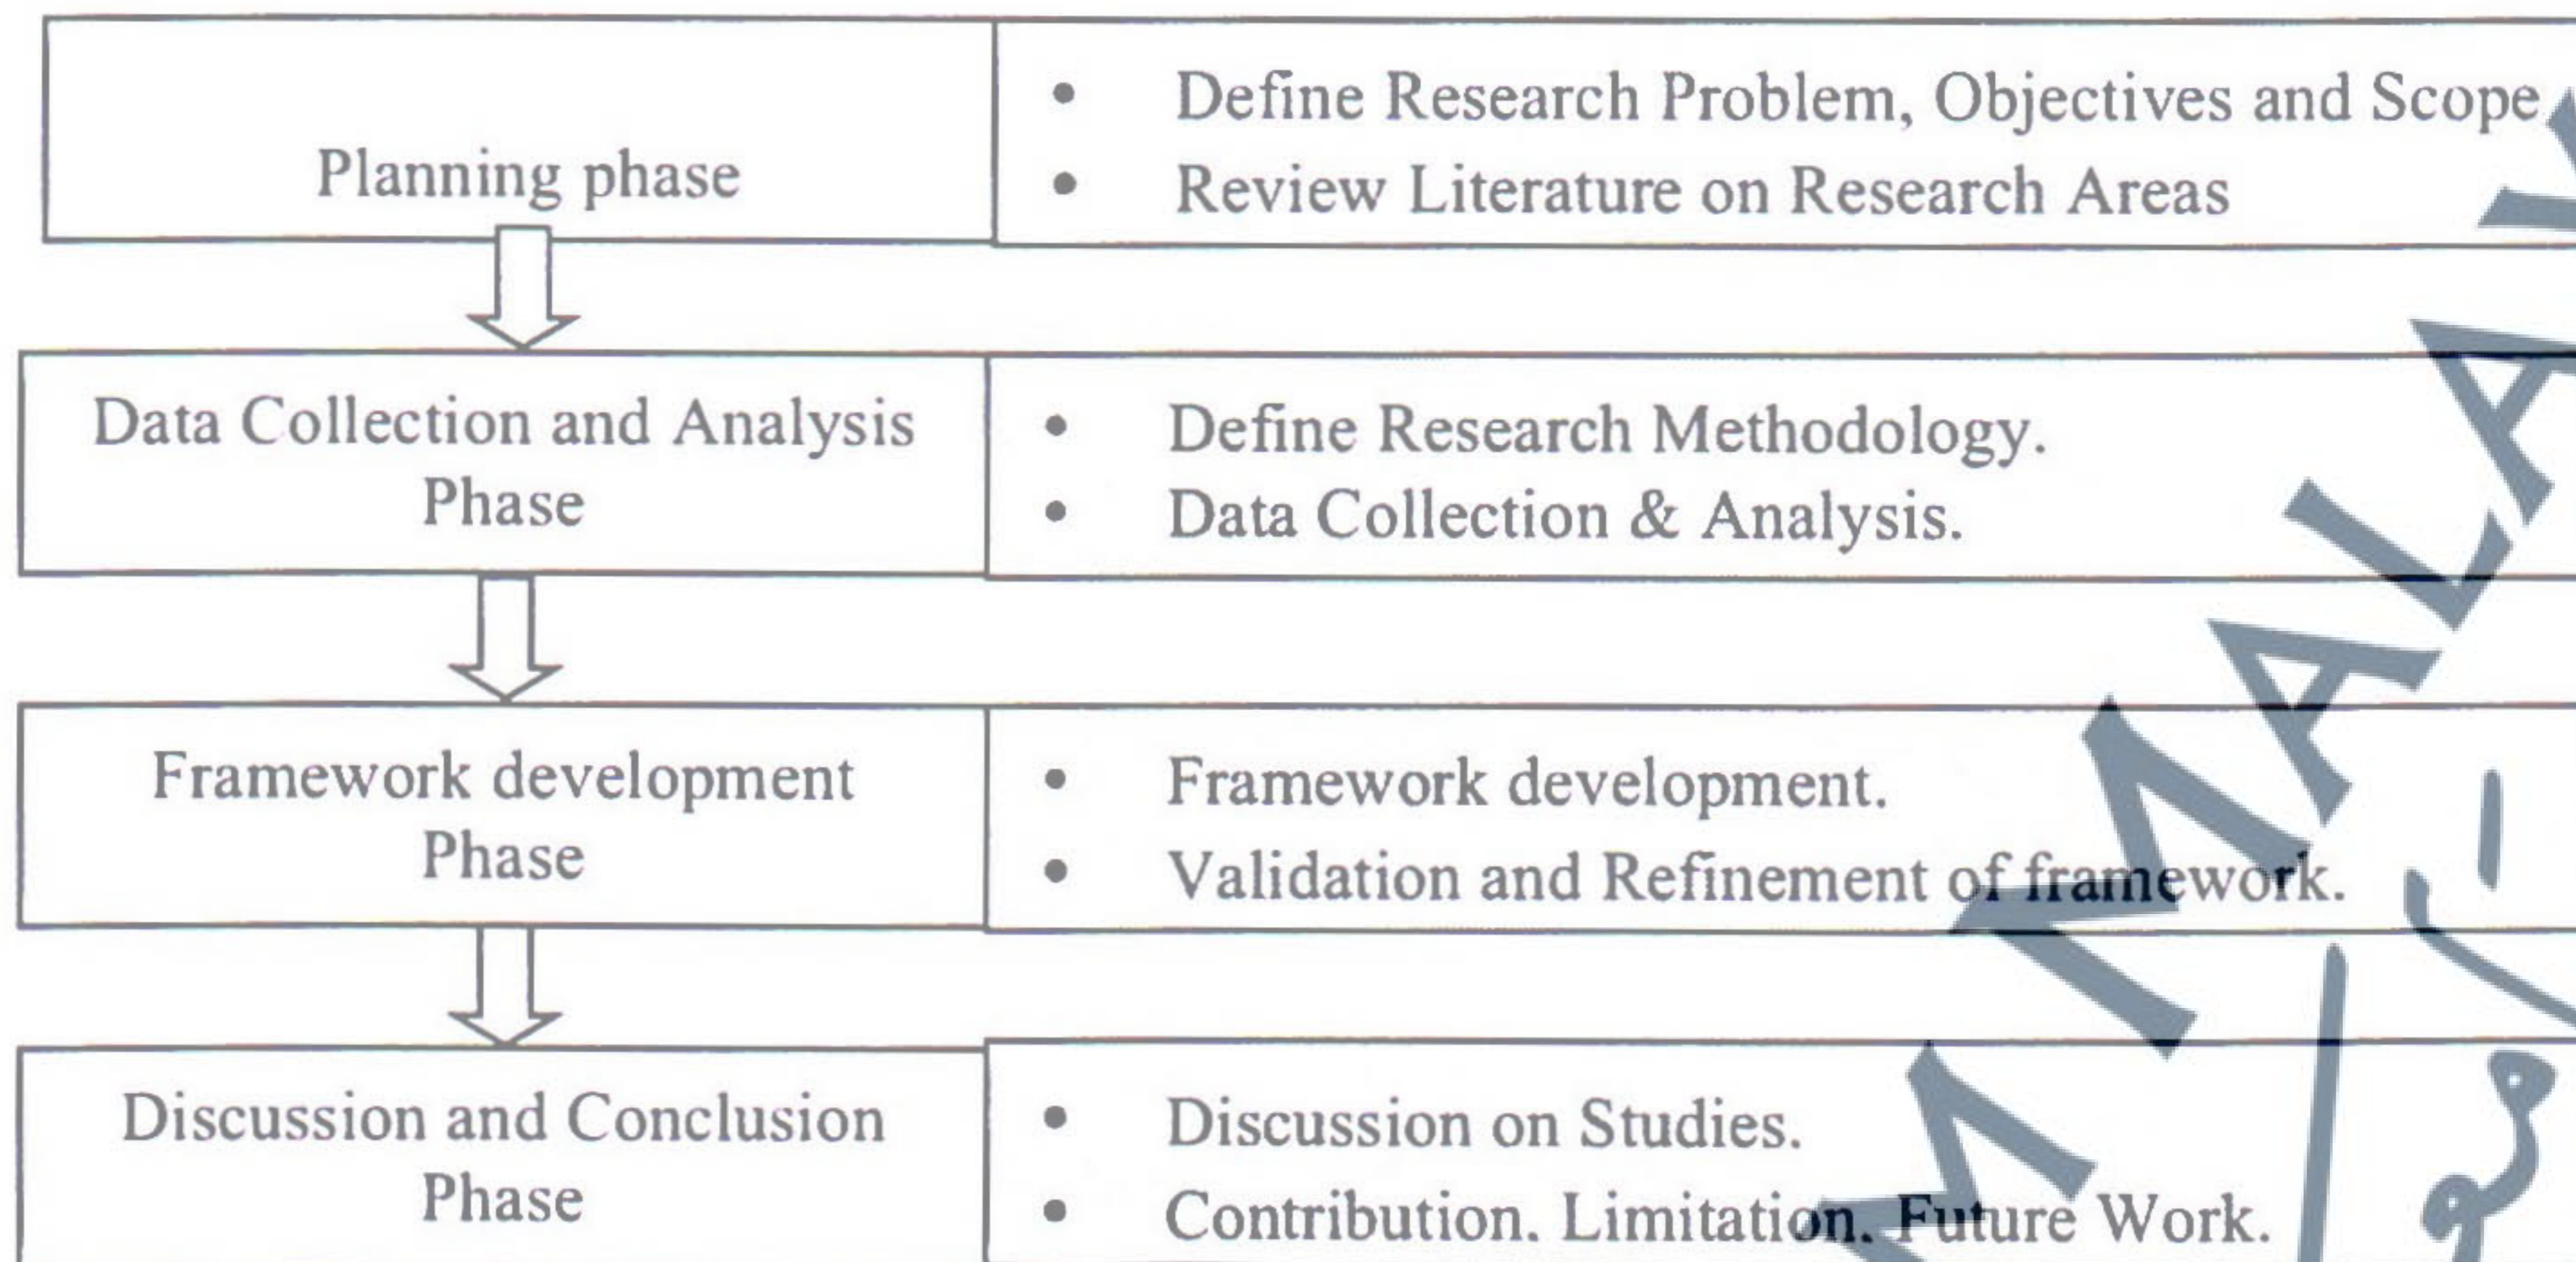 Planning phase
• Define Research Problem, Objectives and Scope
• Review Literature on Research Areas
Data Collection and Analysis
Phase
• Define Research Methodology.
• Data Collection & Analysis.
Framework development
Phase
• Framework development.
• Validation and Refinement of framework.
Discussion and Conclusion
Phase
• Discussion on Studies.
• Contribution. Limitation. Future Work.
M MALAY